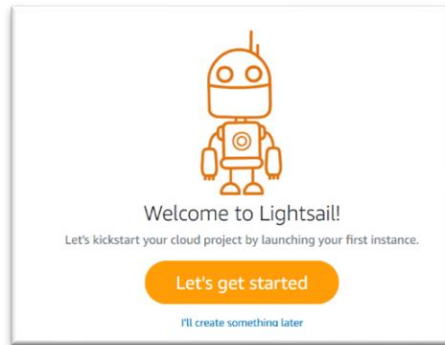 Welcome to Lightsail!
Let's kickstart your cloud project by launching your first instance.
Let's get started
I'll create something later